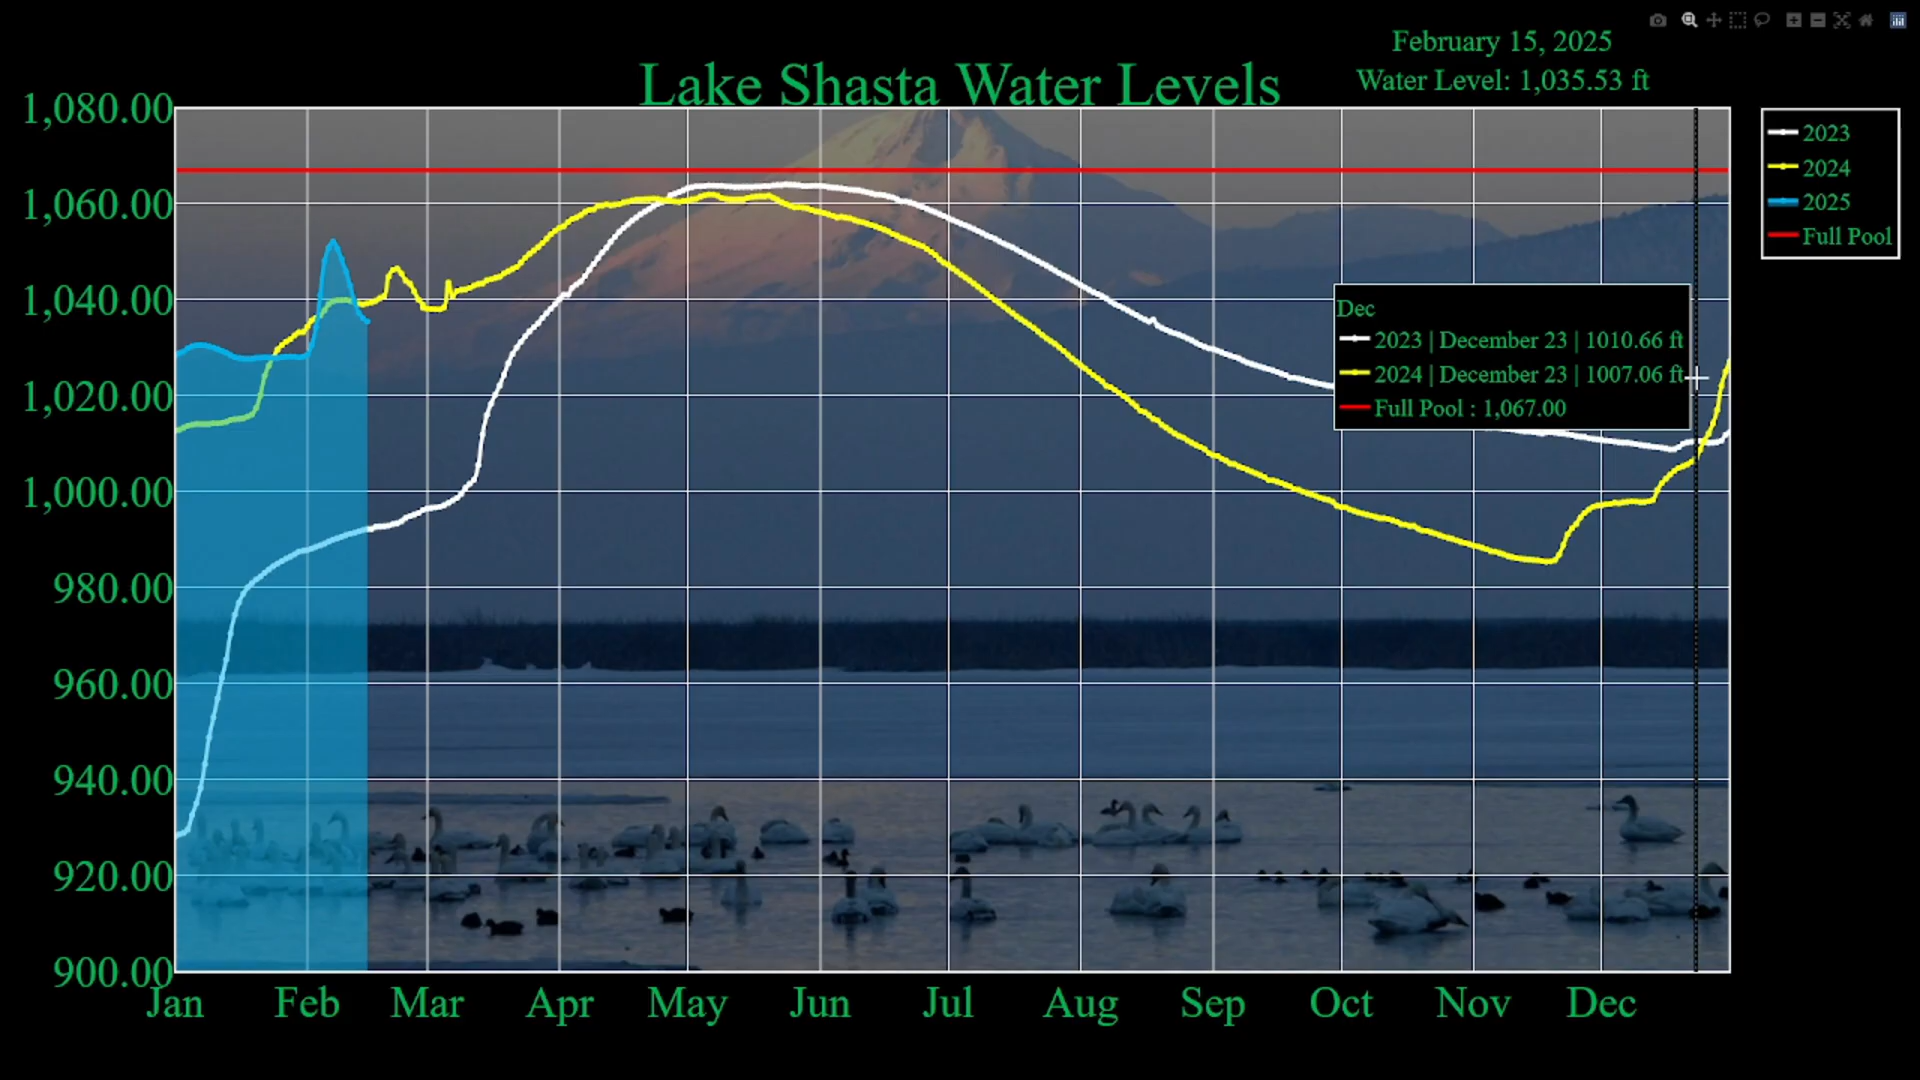 February 15, 2025
Water Level: 1,035.53 ft
Lake Shasta Water Levels
1,080.00
1,060.00
1,040.00
1,020.00
1,000.00
980.00
960.00
940.00
920.00
900.00
Jan
Feb
Mar
Apr
May
Jun
Jul
Aug
Sep
Oct
Nov
Dec
2023
2024
2025
Full Pool
Dec
2023 | December 23 | 1010.66 ft
2024 | December 23 | 1007.06 ft
Full Pool : 1,067.00